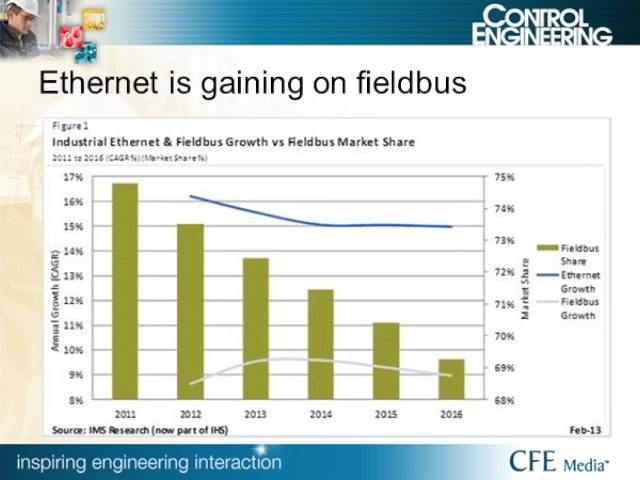 CONTROL
ENGINEERING
Ethernet is gaining on fieldbus
Figure 1
Industrial Ethernet & Fieldbus Growth vs Fieldbus Market Share
2011 to 2016 (CAGR %) (Market Share %)
17%
16%
15%
14%
13%
12%
11%
10%
9%
8%
Annual Growth (CAGR)
75%
74%
73%
72%
71%
70%
69%
68%
Market Share
Fieldbus
Share
Ethernet
Growth
Fieldbus
Growth
2011 2012 2013 2014 2015 2016
Source: IMS Research (now part of IHS) Feb-13
inspiring engineering interaction
CFE Media™